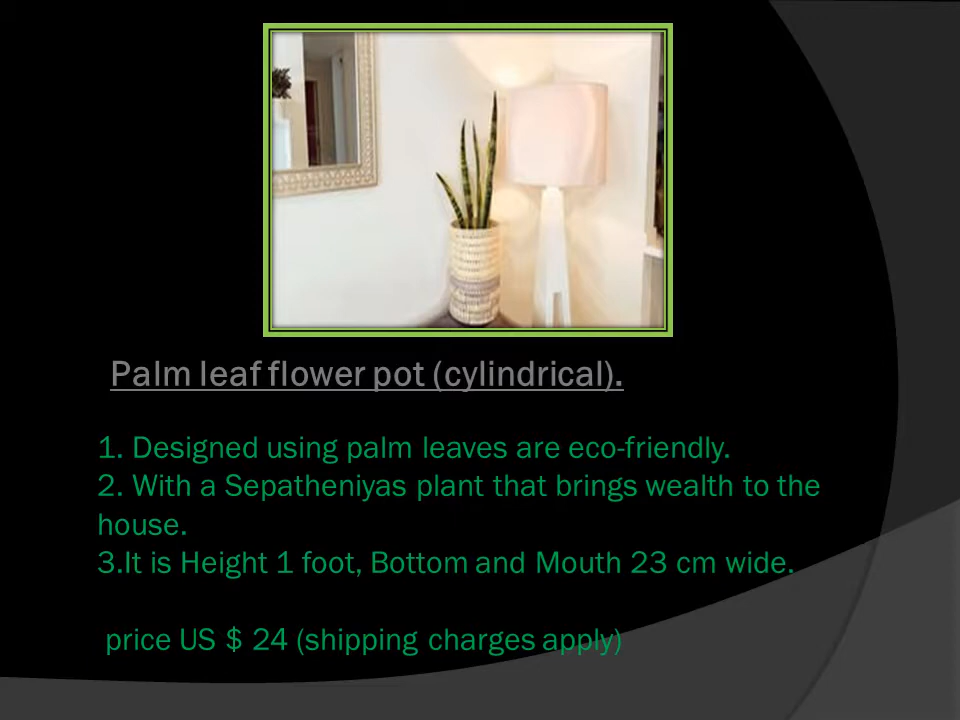 Palm leaf flower pot (cylindrical).
1. Designed using palm leaves are eco-friendly.
2. With a Sepatheniyas plant that brings wealth to the
house.
3.It is Height 1 foot, Bottom and Mouth 23 cm wide.
price US $ 24 (shipping charges apply)